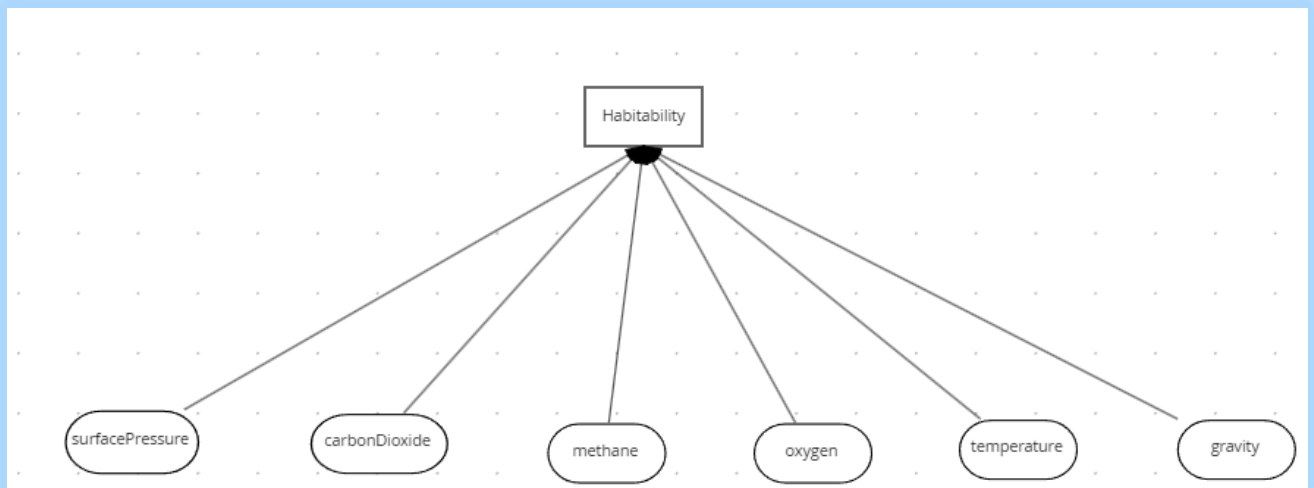 Habitability
surfacePressure
carbonDioxide
methane
oxygen
temperature
gravity